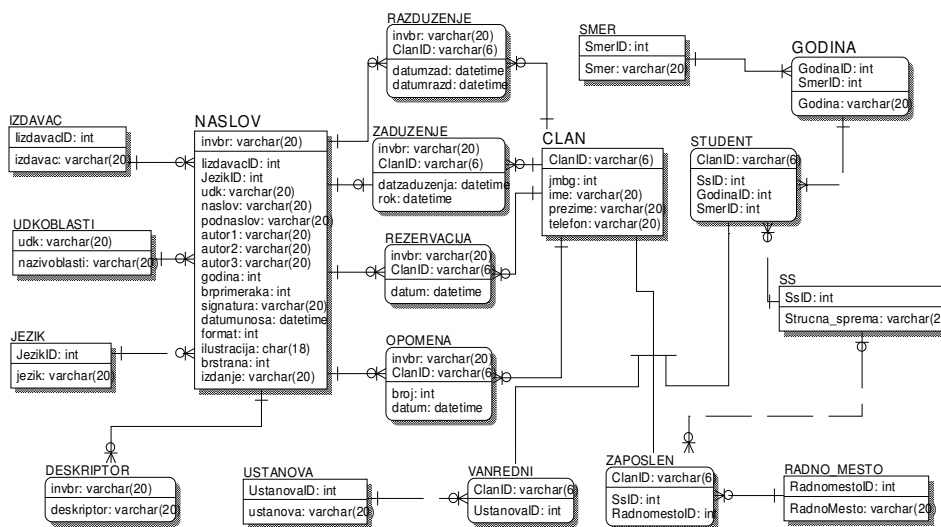 RAZDUZENJE
invbr: varchar(20)
ClanID: varchar(6)
datumzad: datetime
datumrazd: datetime
SMER
SmerID: int
Smer: varchar(20)
GODINA
GodinaID: int
SmerID: int
Godina: varchar(20)
IZDAVAC
IizdavacID: int
izdavac: varchar(20)
NASLOV
invbr: varchar(20)
IizdavacID: int
JezikID: int
udk: varchar(20)
naslov: varchar(20)
podnaslov: varchar(20)
autor1: varchar(20)
autor2: varchar(20)
autor3: varchar(20)
godina: int
brprimeraka: int
signatura: varchar(20)
datumunosa: datetime
format: int
ilustracija: char(18)
brstrana: int
izdanje: varchar(20)
ZADUZENJE
invbr: varchar(20)
ClanID: varchar(6)
datzaduzenja: datetime
rok: datetime
CLAN
ClanID: varchar(6)
jmbg: int
ime: varchar(20)
prezime: varchar(20)
telefon: varchar(20)
STUDENT
ClanID: varchar(6
SsID: int
GodinaID: int
SmerID: int
UDKOBLASTI
udk: varchar(20)
nazivoblasti: varchar(20)
REZERVACIJA
invbr: varchar(20)
ClanID: varchar(6
datum: datetime
SS
SsID: int
Strucna_sprema: varchar(2
JEZIK
JezikID: int
jezik: varchar(20)
OPOMENA
invbr: varchar(20)
ClanID: varchar(6
broj: int
datum: datetime
DESKRIPTOR
invbr: varchar(20)
deskriptor: varchar(20)
USTANOVA
UstanovaID: int
ustanova: varchar(20)
VANREDNI
ClanID: varchar(6
UstanovaID: int
ZAPOSLEN
ClanID: varchar(6
SsID: int
RadnomestoID: int
RADNO_MESTO
RadnomestoID: int
RadnoMesto: varchar(20)